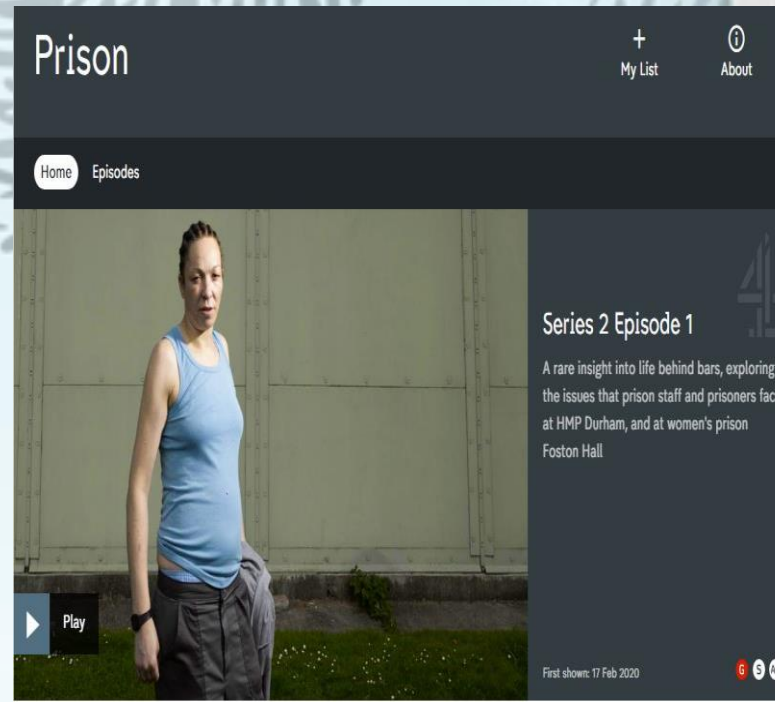 Prison
+
My List
About
Home Episodes
Series 2 Episode 1
A rare insight into life behind bars, exploring
the issues that prison staff and prisoners fac
at HMP Durham, and at women's prison
Foston Hall
Play
First shown: 17 Feb 2020
G S A